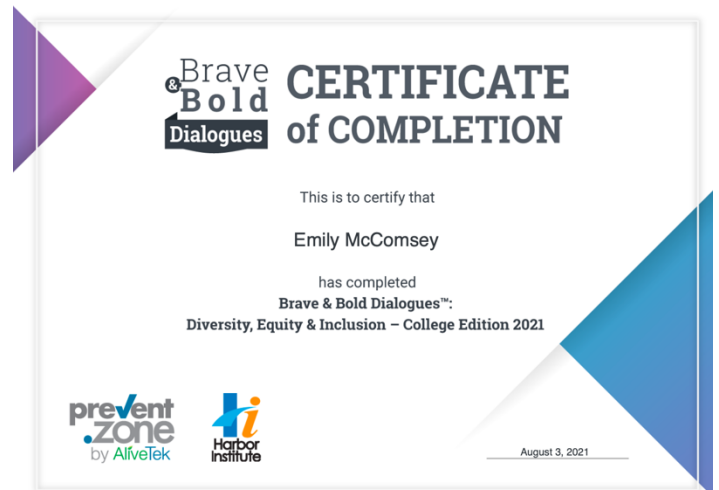 Brave
& Bold
Dialogues
CERTIFICATE
of COMPLETION
This is to certify that
Emily McComsey
has completed
Brave & Bold Dialogues™:
Diversity, Equity & Inclusion – College Edition 2021
prevent
.zone
by AliveTek
Hi
Harbor
Institute
August 3, 2021